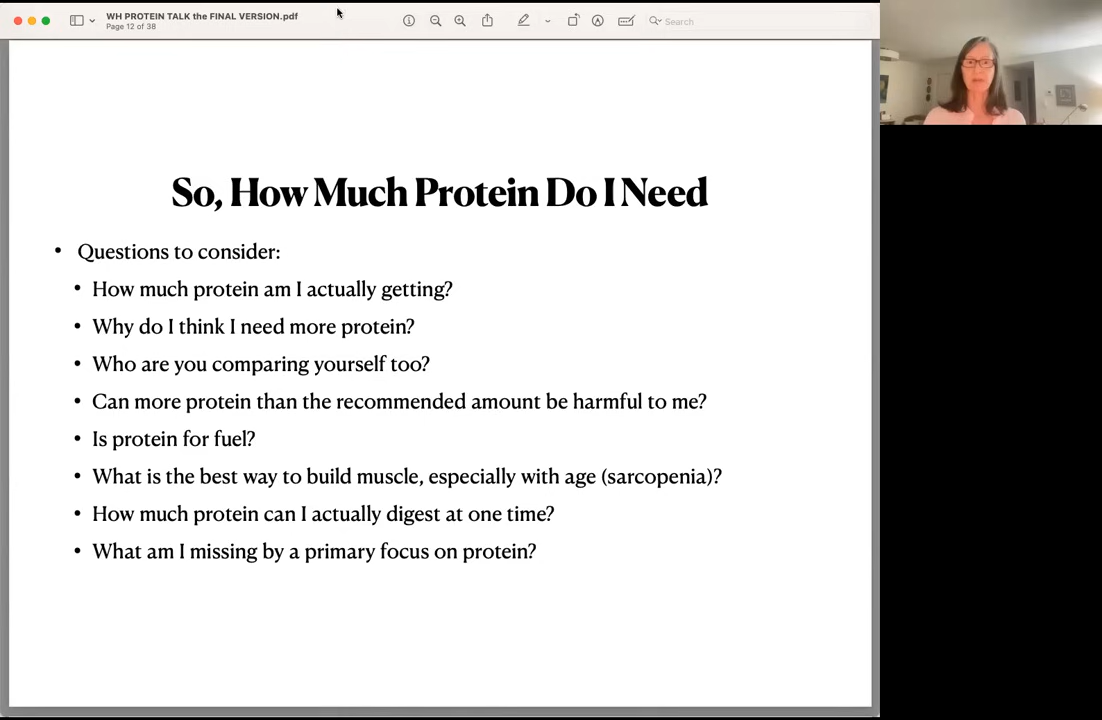 WH PROTEIN TALK the FINAL VERSION.pdf
Page 12 of 38
Search
So, How Much Protein Do I Need
• Questions to consider:
• How much protein am I actually getting?
• Why do I think I need more protein?
• Who are you comparing yourself too?
• Can more protein than the recommended amount be harmful to me?
• Is protein for fuel?
• What is the best way to build muscle, especially with age (sarcopenia)?
• How much protein can I actually digest at one time?
• What am I missing by a primary focus on protein?